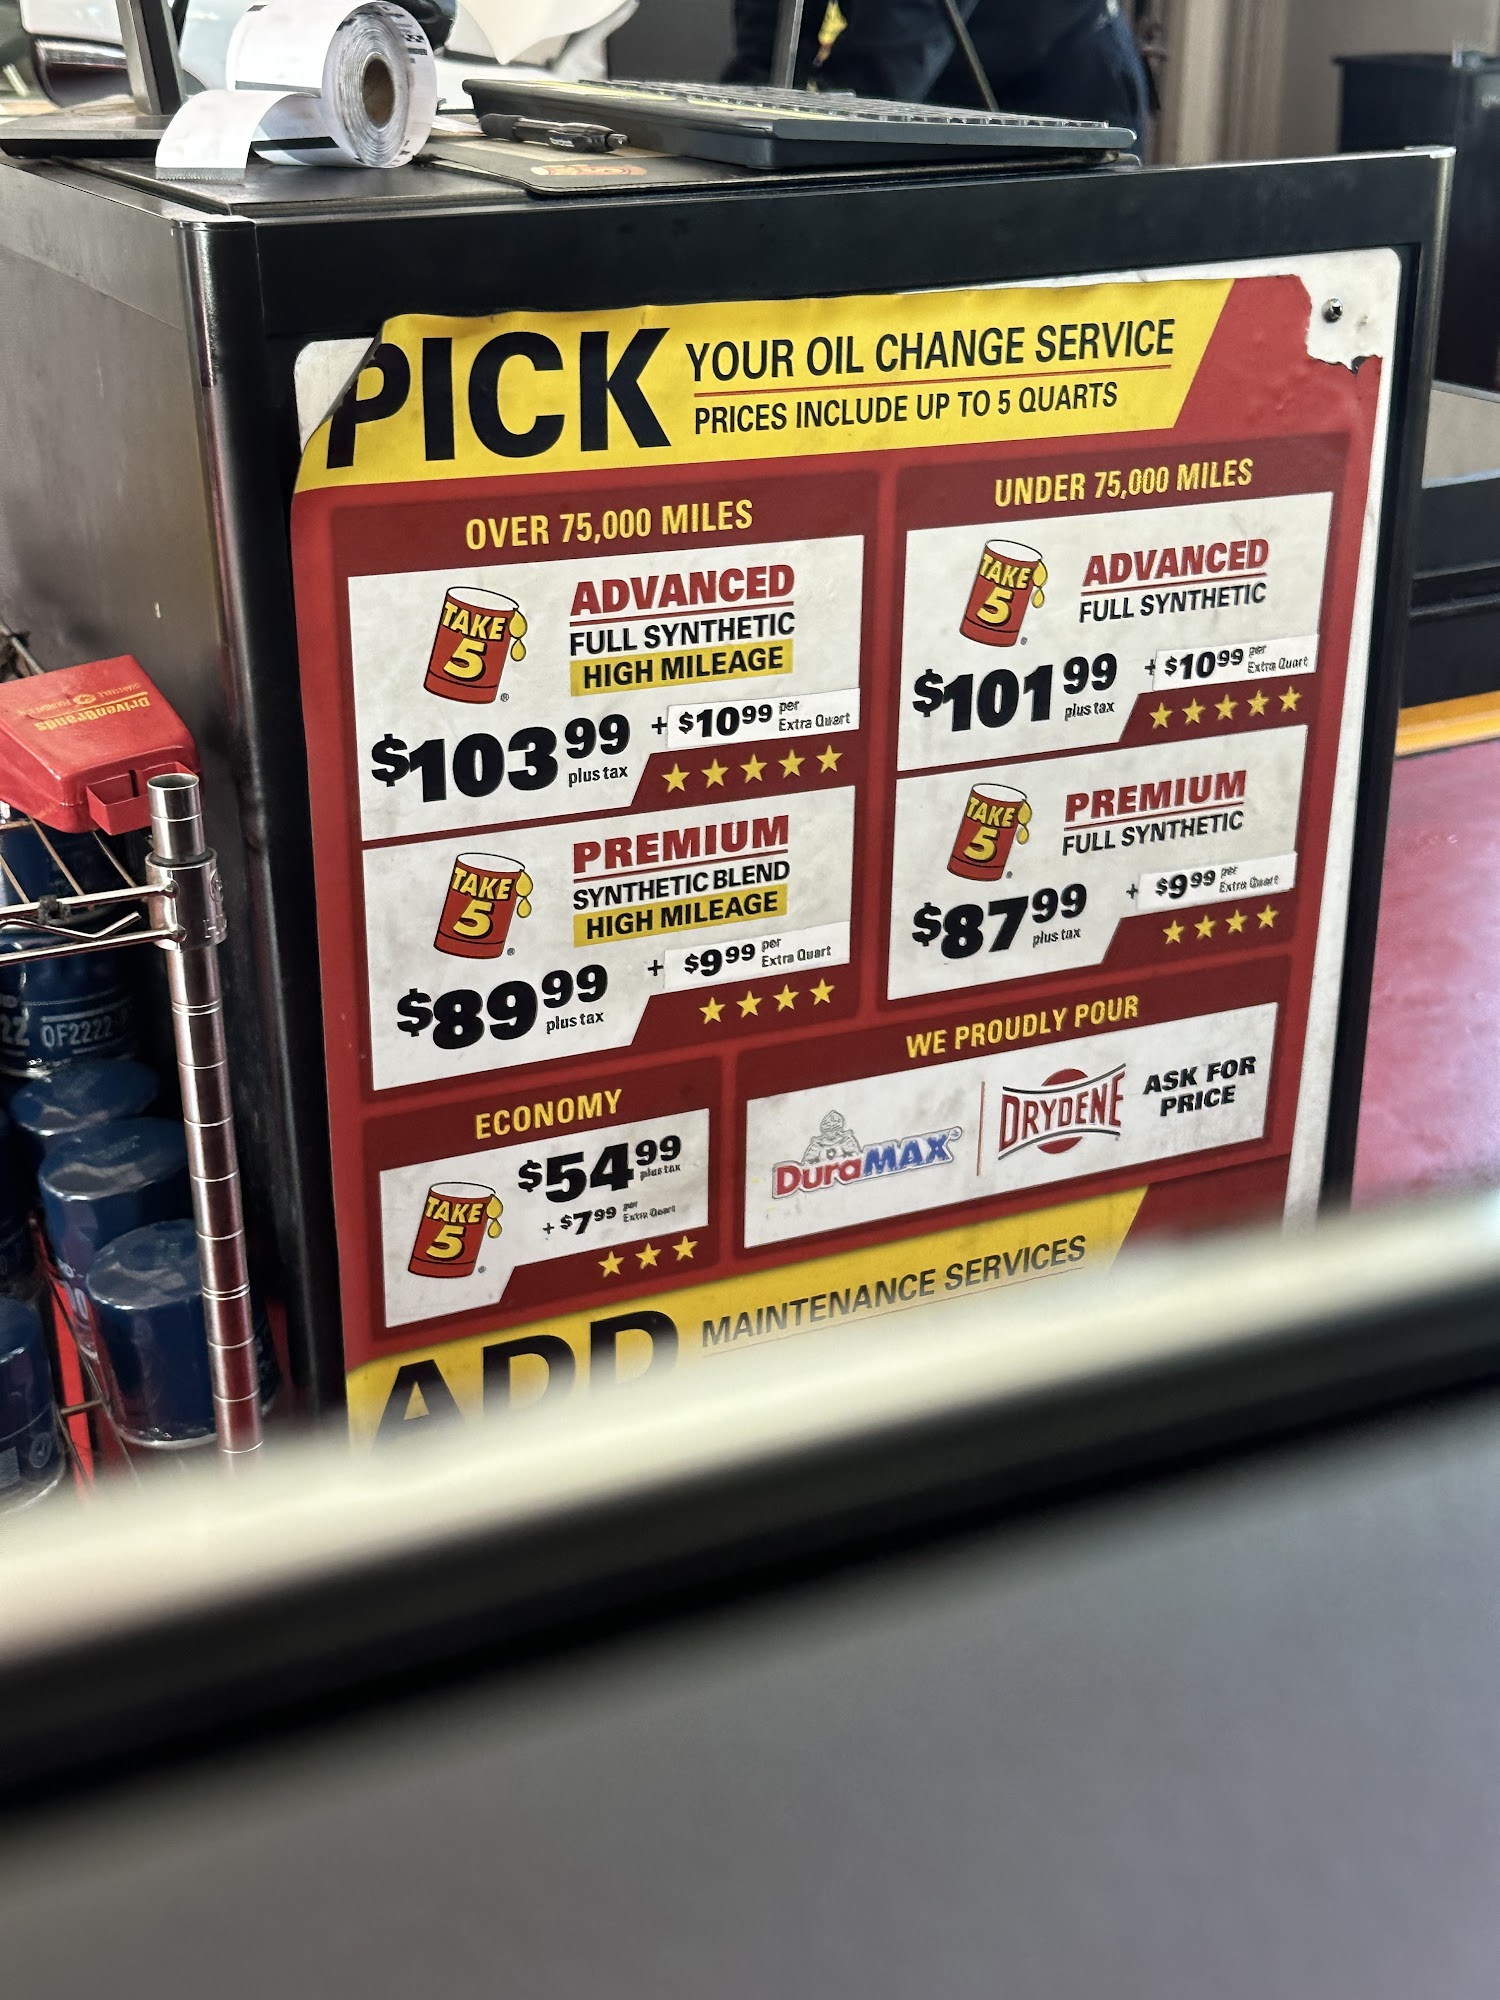 PICK
YOUR OIL CHANGE SERVICE
PRICES INCLUDE UP TO 5 QUARTS
OVER 75,000 MILES
TAKE
5
®
ADVANCED
FULL SYNTHETIC
HIGH MILEAGE
$103 99 plus tax
+ $10 99 per Extra Quart
TAKE
5
®
PREMIUM
SYNTHETIC BLEND
HIGH MILEAGE
$89 99 plus tax
+ $9 99 per Extra Quart
UNDER 75,000 MILES
TAKE
5
ADVANCED
FULL SYNTHETIC
$101 99 plus tax
+ $10 99 per Extra Quart
TAKE
5
PREMIUM
FULL SYNTHETIC
$87 99 plus tax
+ $9 99 per Extra Quart
ECONOMY
TAKE
5
$54 99 plus tax
+ $7 99 per Extra Quart
WE PROUDLY POUR
DuraMAX
DRYDENE
ASK FOR
PRICE
ADD
MAINTENANCE SERVICES
DrivenBrands
OF2222